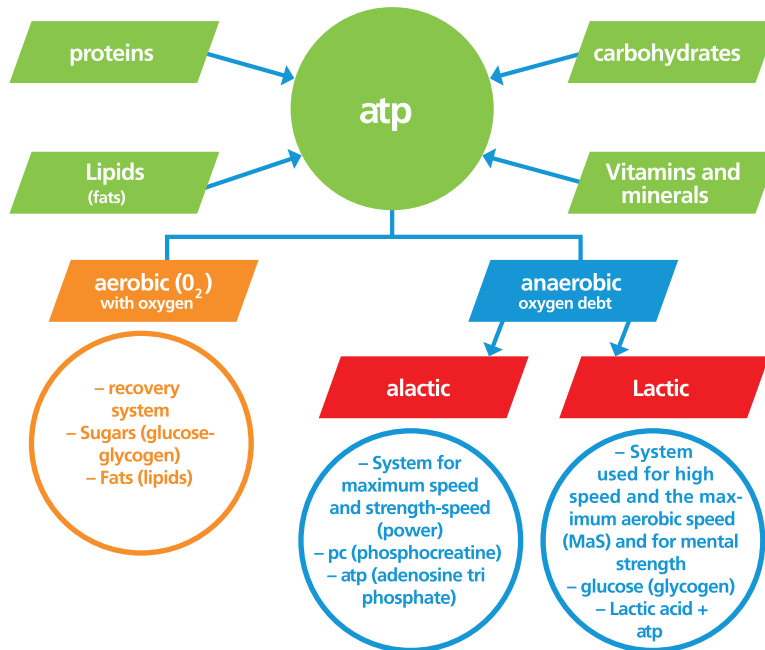 proteins
carbohydrates
atp
Lipids
(fats)
Vitamins and
minerals
aerobic (0₂)
with oxygen
anaerobic
oxygen debt
alactic
Lactic
– recovery
system
– Sugars (glucose-
glycogen)
– Fats (lipids)
– System for
maximum speed
and strength-speed
(power)
– pc (phosphocreatine)
– atp (adenosine tri
phosphate)
– System
used for high
speed and the max-
imum aerobic speed
(MaS) and for mental
strength
– glucose (glycogen)
– Lactic acid +
atp